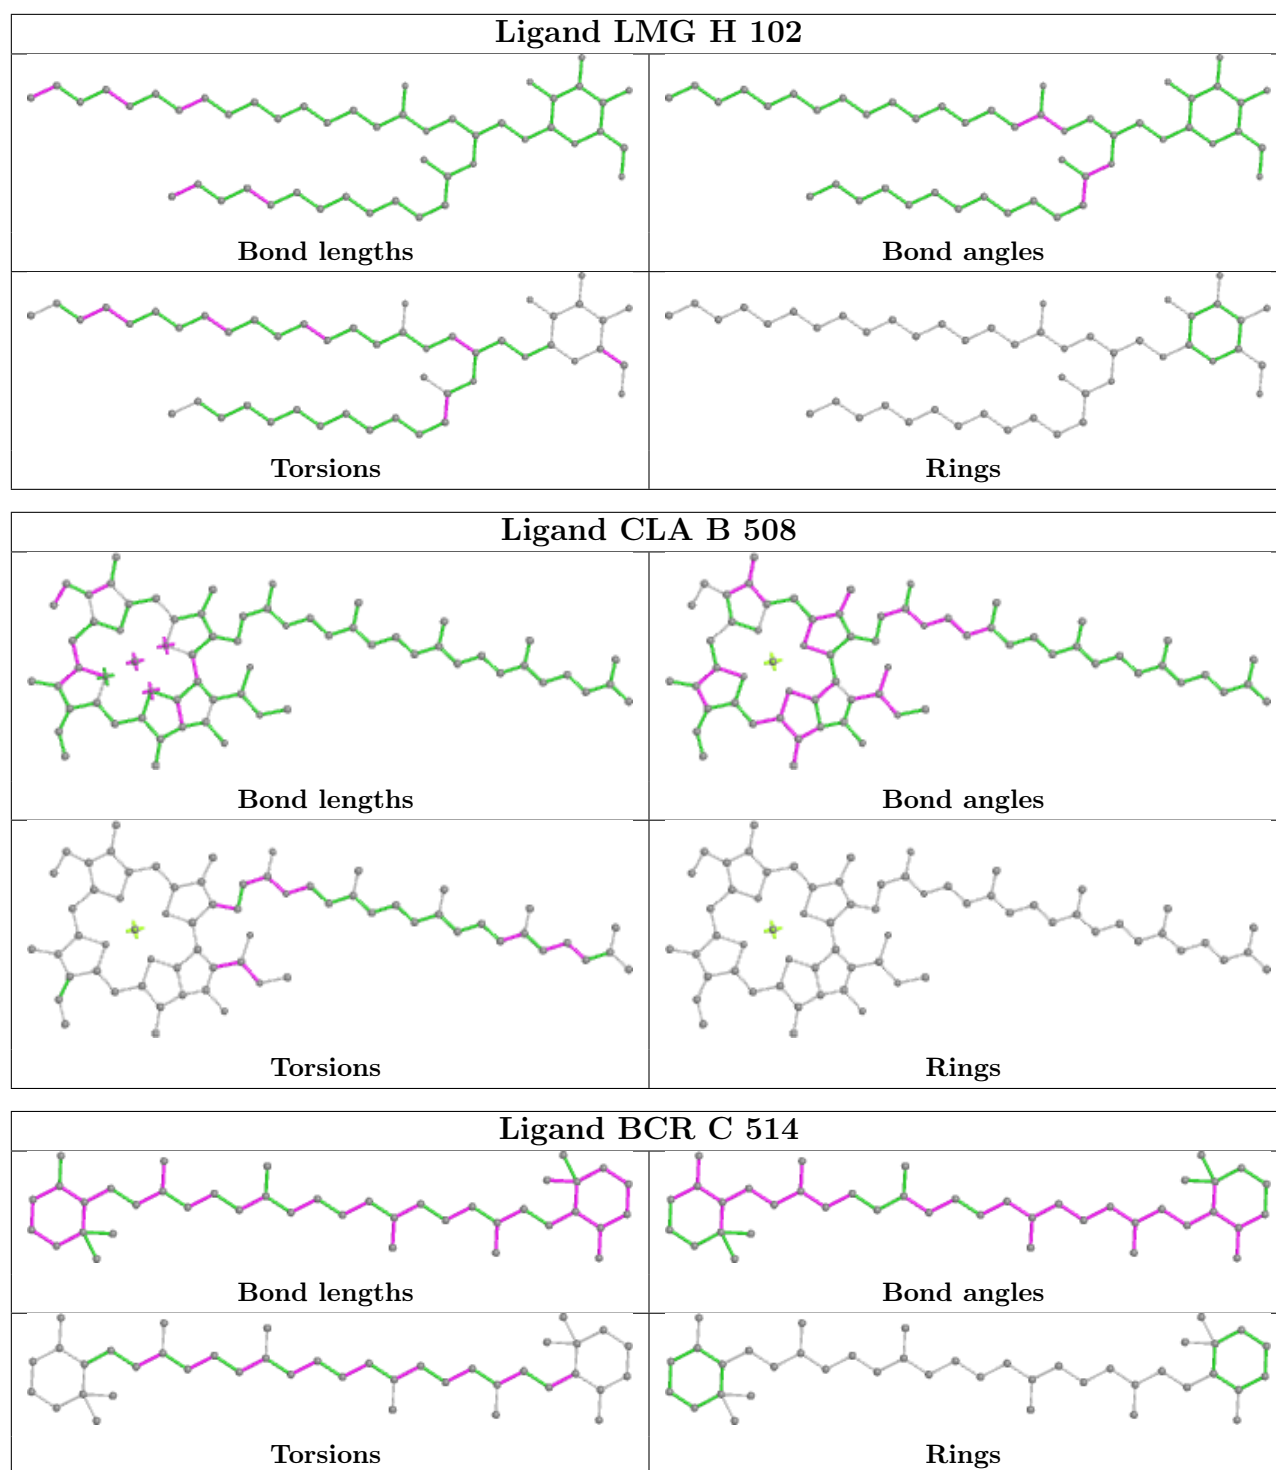 Ligand LMG H 102
Bond lengths
Bond angles
Torsions
Rings
Ligand CLA B 508
Bond lengths
Bond angles
Torsions
Rings
Ligand BCR C 514
Bond lengths
Bond angles
Torsions
Rings